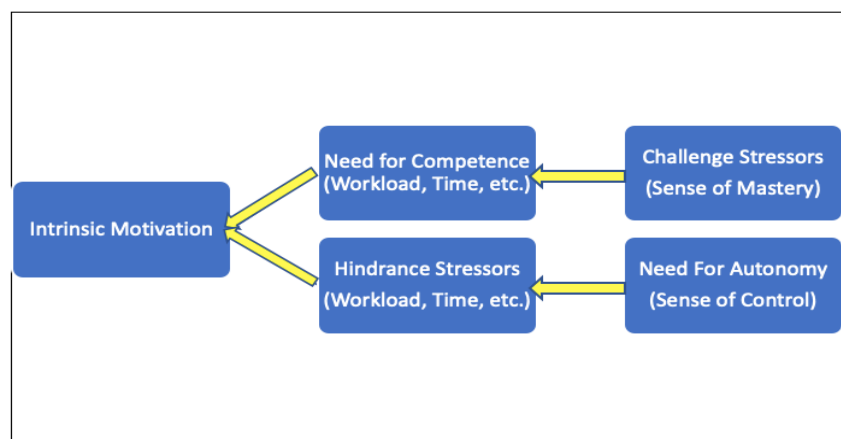 Intrinsic Motivation
Need for Competence
(Workload, Time, etc.)
Hindrance Stressors
(Workload, Time, etc.)
Challenge Stressors
(Sense of Mastery)
Need For Autonomy
(Sense of Control)